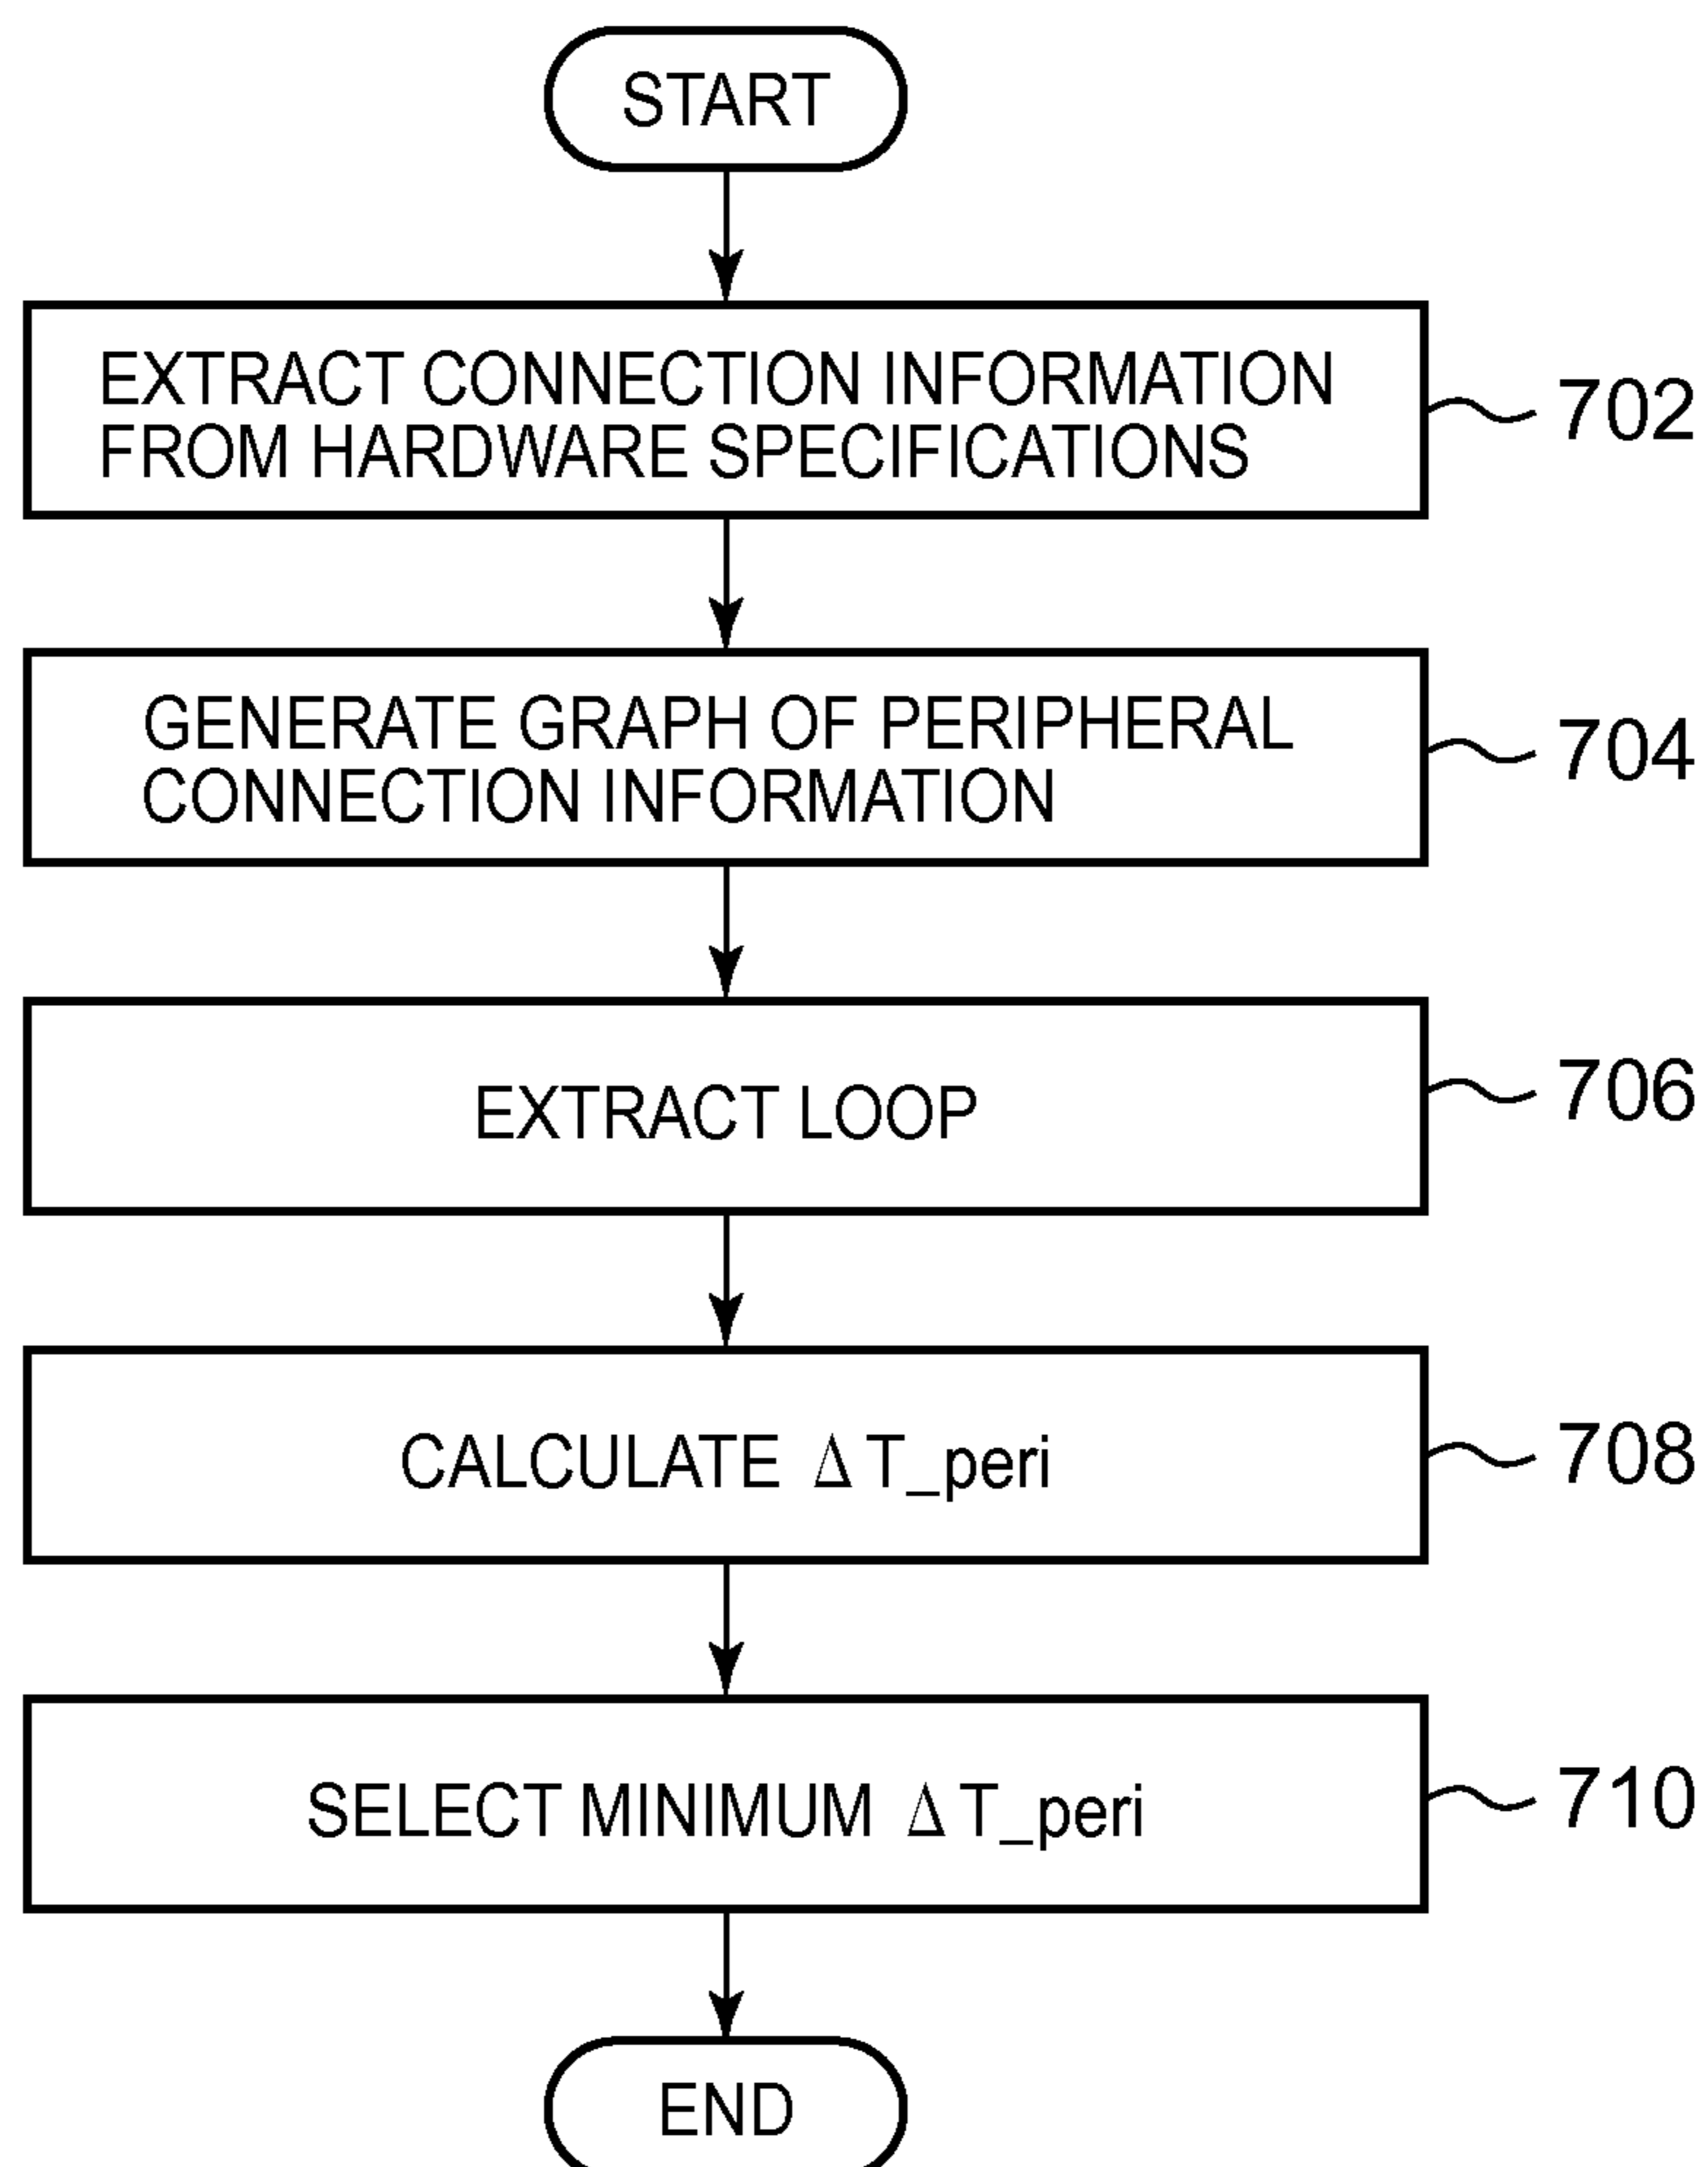 START
EXTRACT CONNECTION INFORMATION
FROM HARDWARE SPECIFICATIONS
702
GENERATE GRAPH OF PERIPHERAL
CONNECTION INFORMATION
704
EXTRACT LOOP
706
CALCULATE ΔT_peri
708
SELECT MINIMUM ΔT_peri
710
END